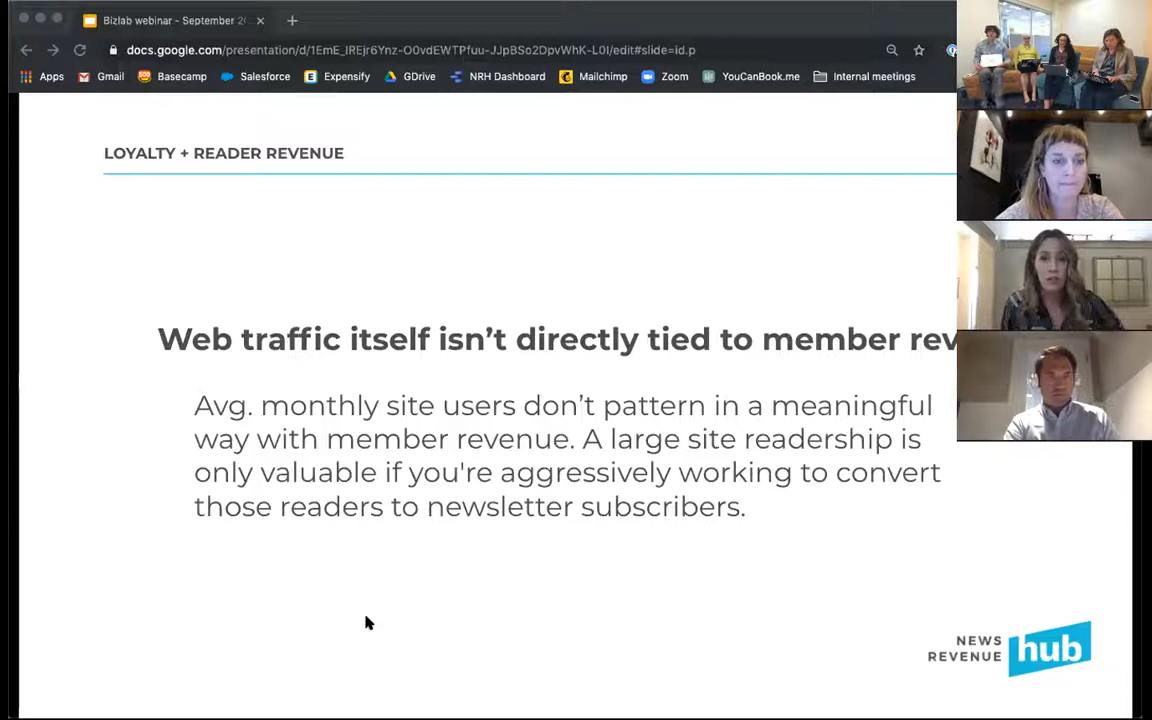 Bizlab webinar - September 2
docs.google.com/presentation/d/1EmE_IREjr6Ynz-O0vdEWTPfuu-JJpBSo2DpvWhK-L0I/edit#slide=id.p
Apps Gmail Basecamp Salesforce Expensify GDrive NRH Dashboard Mailchimp Zoom YouCanBook.me Internal meetings
LOYALTY + READER REVENUE
Web traffic itself isn’t directly tied to member rev
Avg. monthly site users don’t pattern in a meaningful
way with member revenue. A large site readership is
only valuable if you're aggressively working to convert
those readers to newsletter subscribers.
NEWS
REVENUE hub